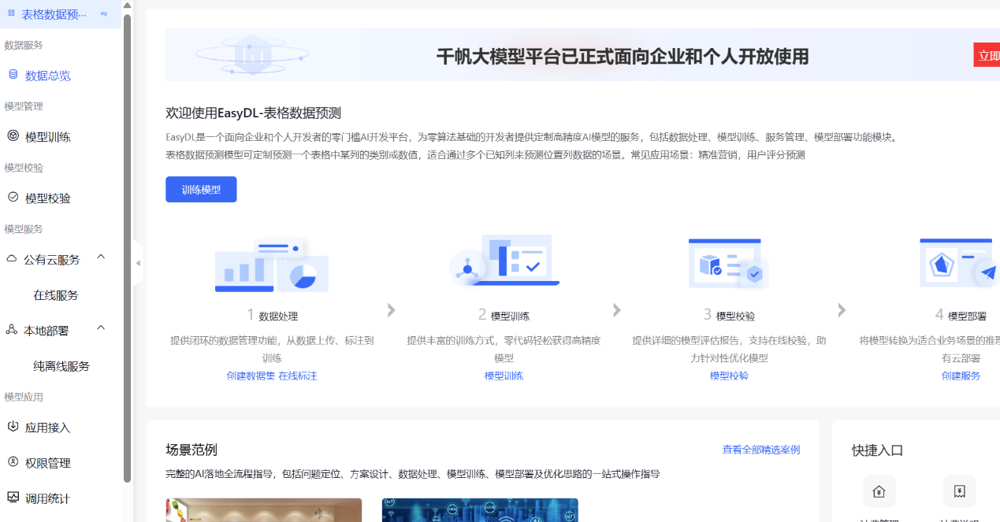 表格数据预...
数据服务
数据总览
模型管理
模型训练
模型校验
模型校验
模型服务
公有云服务
在线服务
本地部署
纯离线服务
模型应用
应用接入
权限管理
调用统计
千帆大模型平台已正式面向企业和个人开放使用
立即
欢迎使用EasyDL-表格数据预测
EasyDL是一个面向企业和个人开发者的零门槛AI开发平台，为零算法基础的开发者提供定制高精度AI模型的服务，包括数据处理、模型训练、服务管理、模型部署功能模块。
表格数据预测模型可定制预测一个表格中某列的类别或数值，适合通过多个已知列来预测位置列数据的场景。常见应用场景：精准营销，用户评分预测
训练模型
1 数据处理
提供闭环的数据管理功能，从数据上传、标注到
训练
创建数据集 在线标注
2 模型训练
提供丰富的训练方式，零代码轻松获得高精度
模型
模型训练
3 模型校验
提供详细的模型评估报告，支持在线校验，助
力针对性优化模型
模型校验
4 模型部署
将模型转换为适合业务场景的推理
有云部署
创建服务
场景范例
查看全部精选案例
完整的AI落地全流程指导，包括问题定位、方案设计、数据处理、模型训练、模型部署及优化思路的一站式操作指导
快捷入口